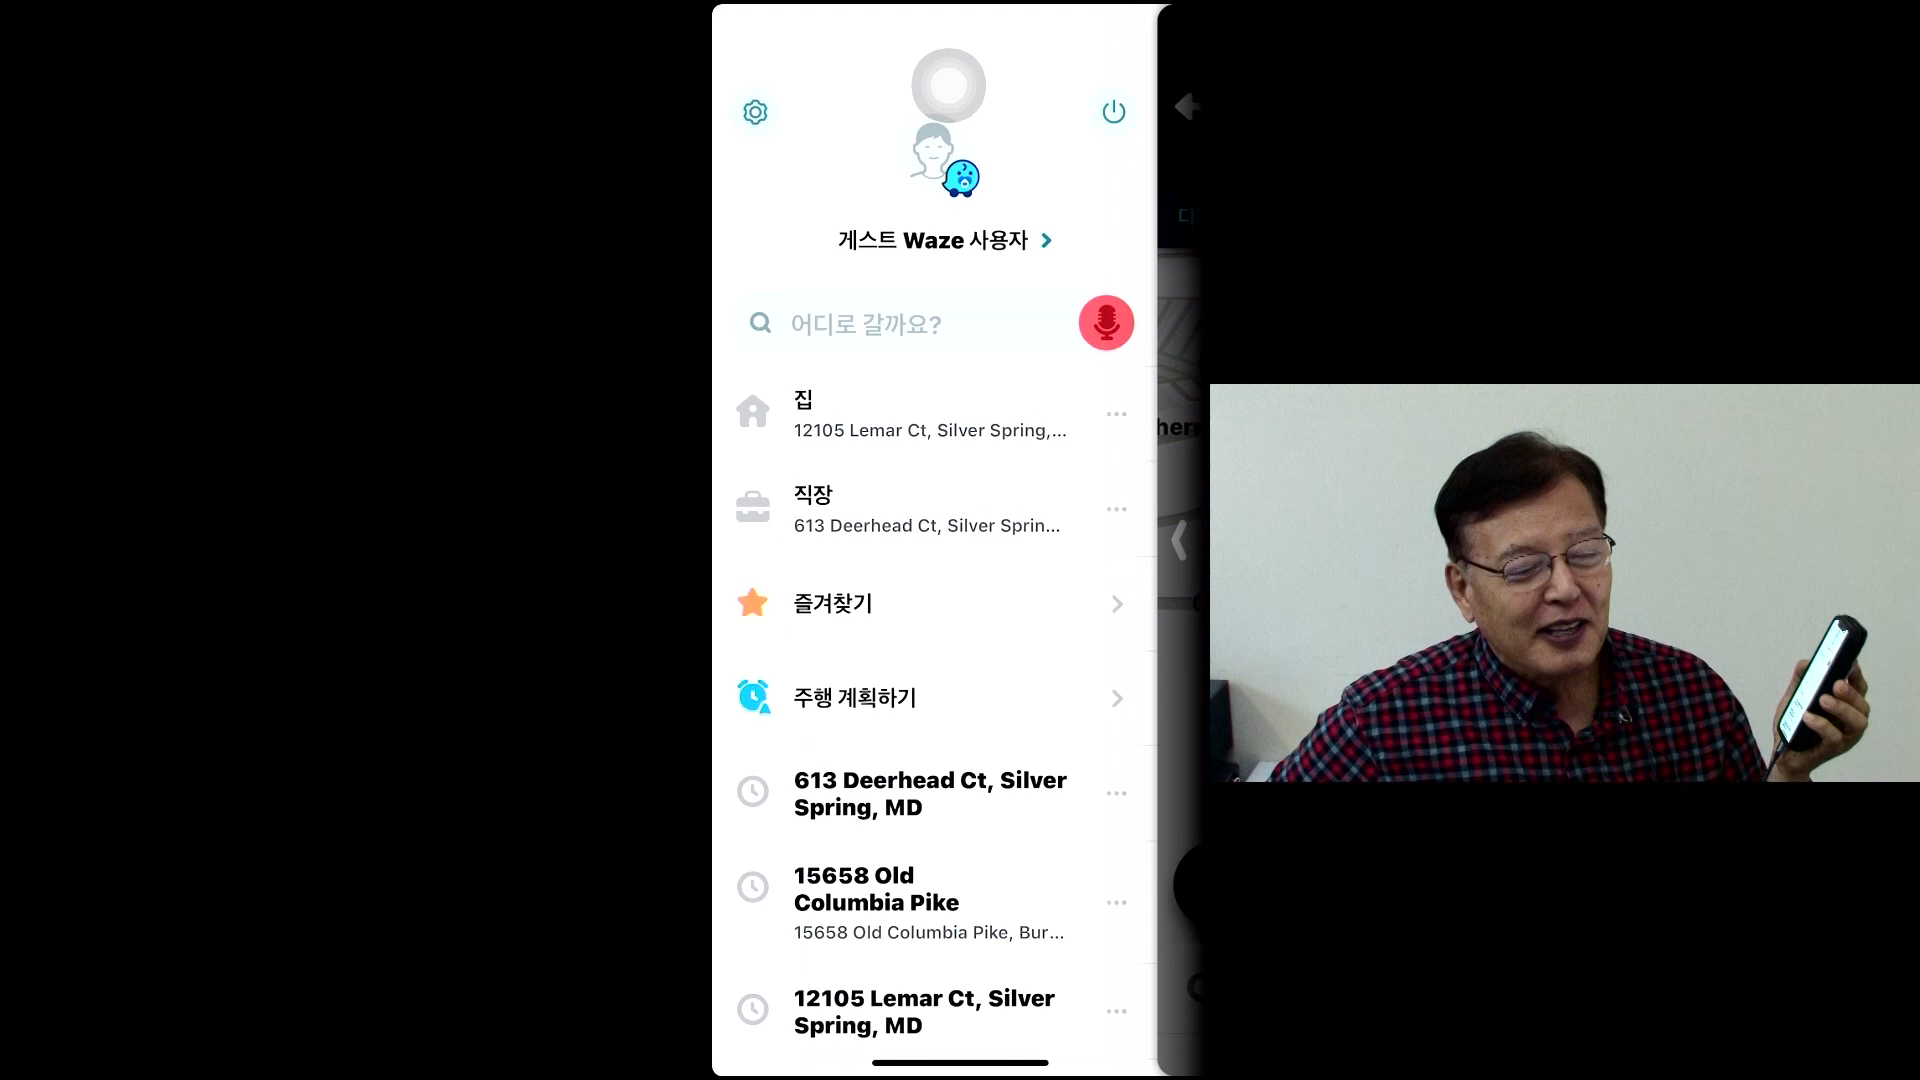 게스트 Waze 사용자
어디로 갈까요?
집
12105 Lemar Ct, Silver Spring,...
직장
613 Deerhead Ct, Silver Sprin...
즐겨찾기
주행 계획하기
613 Deerhead Ct, Silver
Spring, MD
15658 Old
Columbia Pike
15658 Old Columbia Pike, Bur...
12105 Lemar Ct, Silver
Spring, MD